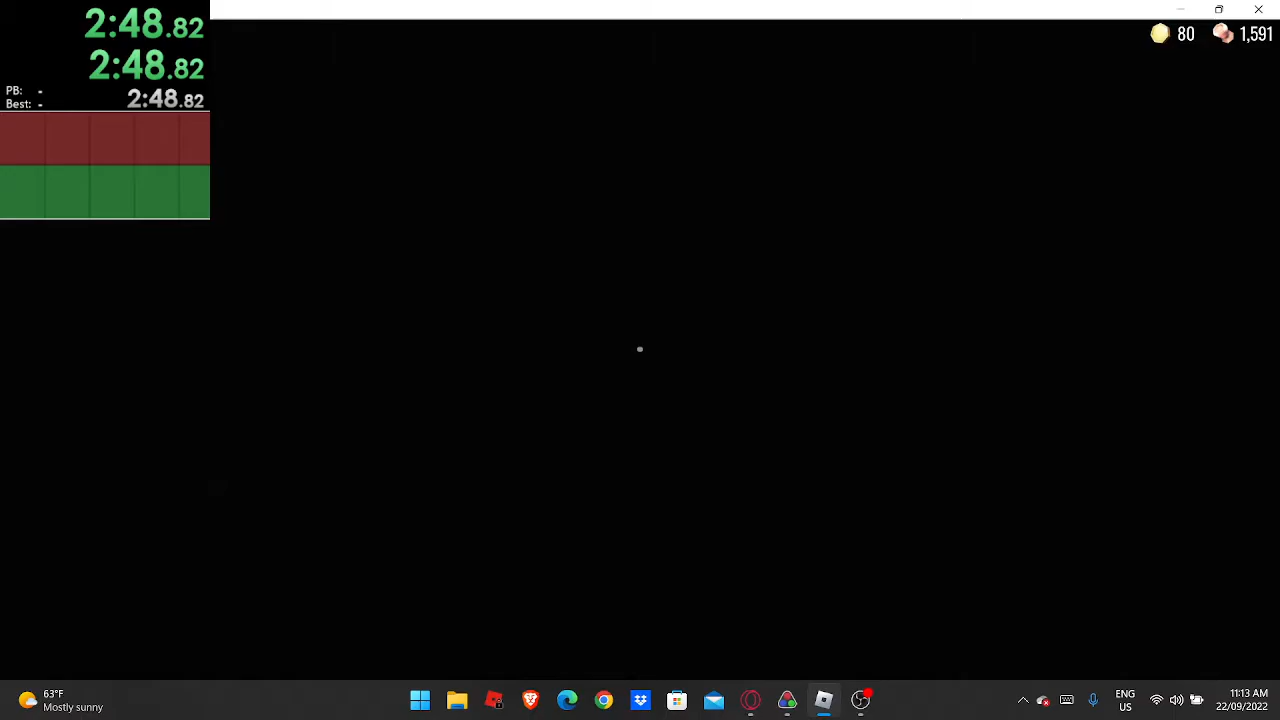 2:48.82
80 1,591
2:48.82
PB: - 2:48.82
Best: -
63°F
Mostly sunny
ENG
US
11:13 AM
22/09/2022